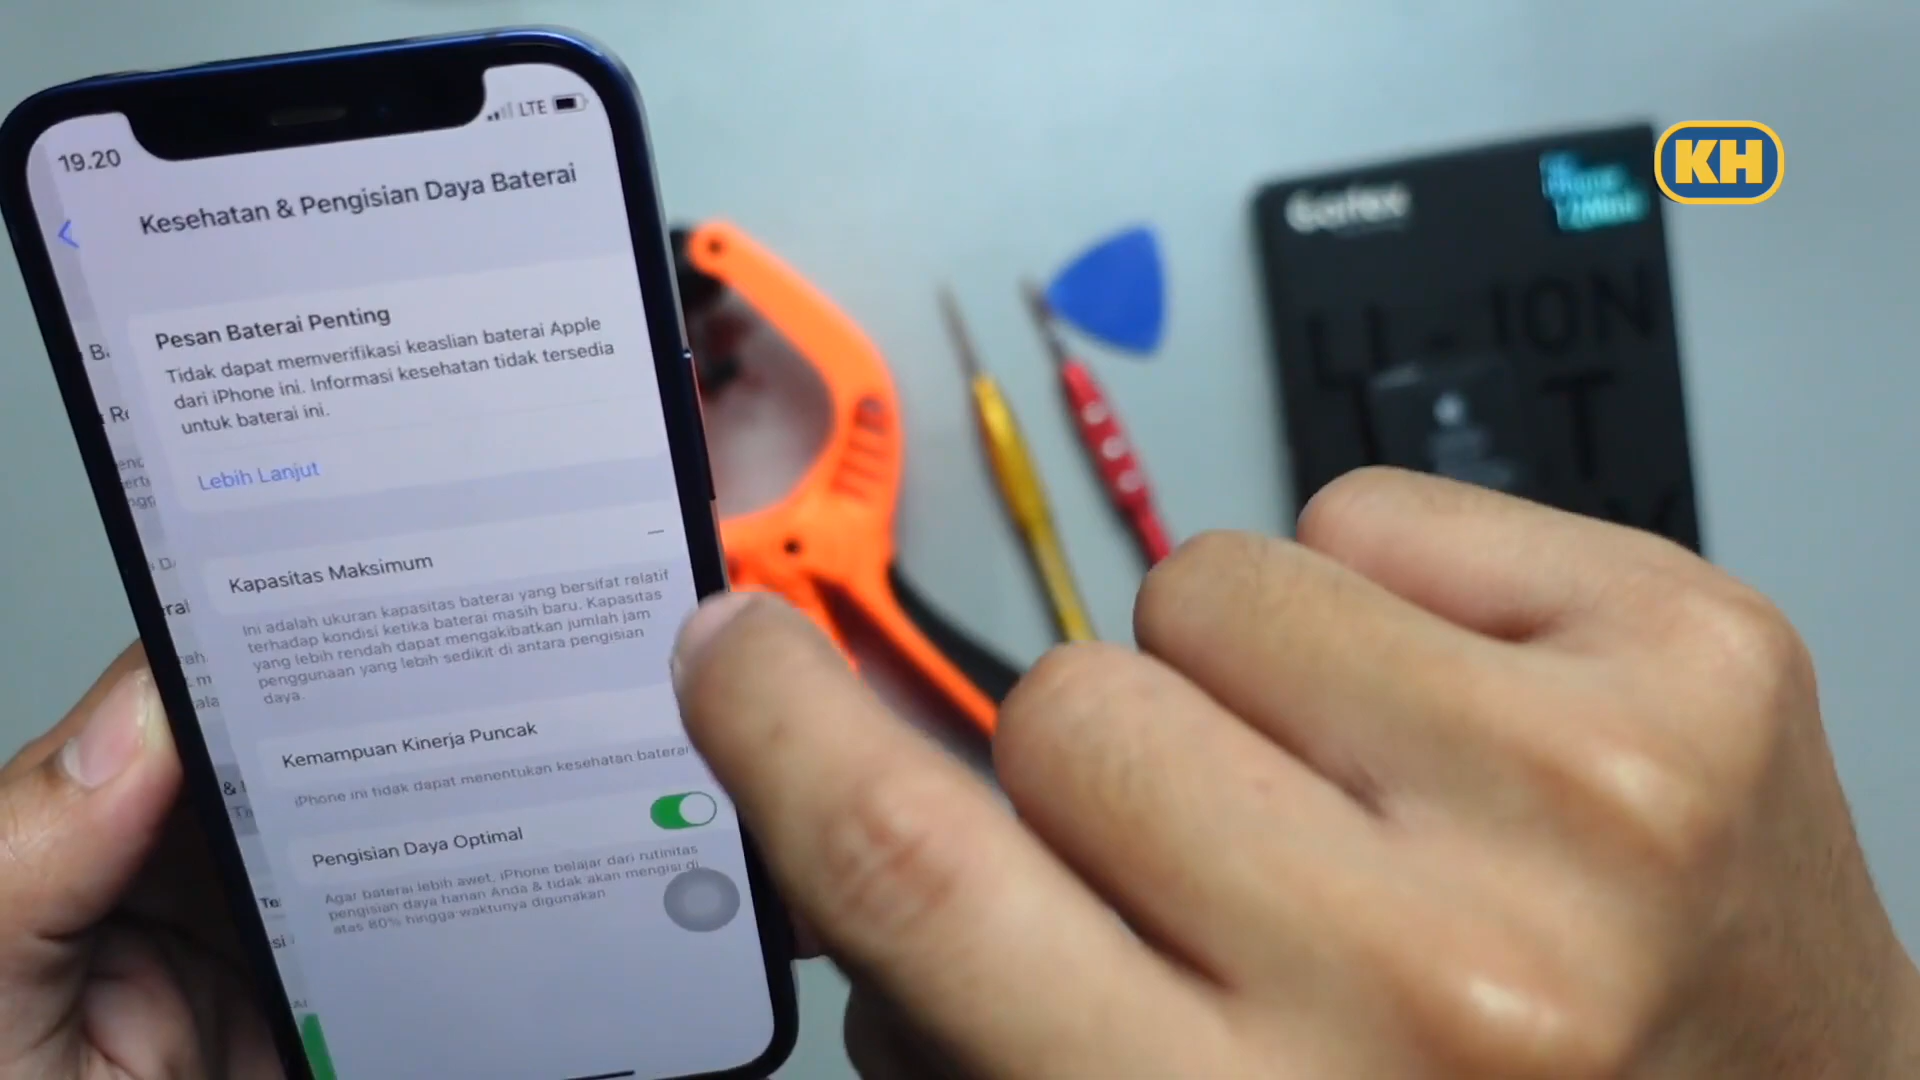 KH
19.20
LTE
Kesehatan & Pengisian Daya Baterai
Pesan Baterai Penting
Tidak dapat memverifikasi keaslian baterai Apple
dari iPhone ini. Informasi kesehatan tidak tersedia
untuk baterai ini.
Lebih Lanjut
Kapasitas Maksimum —
Ini adalah ukuran kapasitas baterai yang bersifat relatif
terhadap kondisi ketika baterai masih baru. Kapasitas
yang lebih rendah dapat mengakibatkan jumlah jam
penggunaan yang lebih sedikit di antara pengisian
daya.
Kemampuan Kinerja Puncak
iPhone ini tidak dapat menentukan kesehatan baterai
Pengisian Daya Optimal
Agar baterai lebih awet, iPhone belajar dari rutinitas
pengisian daya harian Anda & tidak akan mengisi di
atas 80% hingga waktunya digunakan
LI-ION